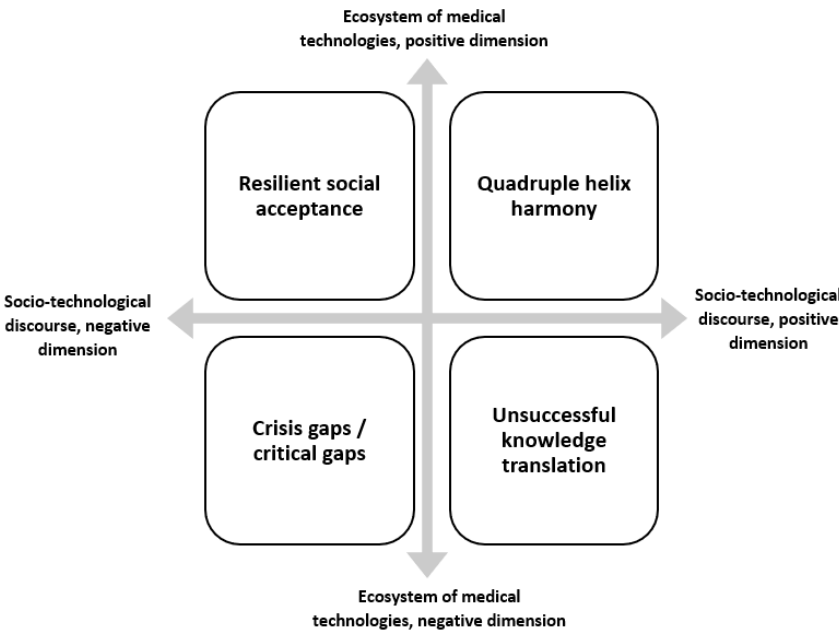 Ecosystem of medical
technologies, positive dimension
Resilient social
acceptance
Quadruple helix
harmony
Socio-technological
discourse, negative
dimension
Socio-technological
discourse, positive
dimension
Crisis gaps /
critical gaps
Unsuccessful
knowledge
translation
Ecosystem of medical
technologies, negative dimension